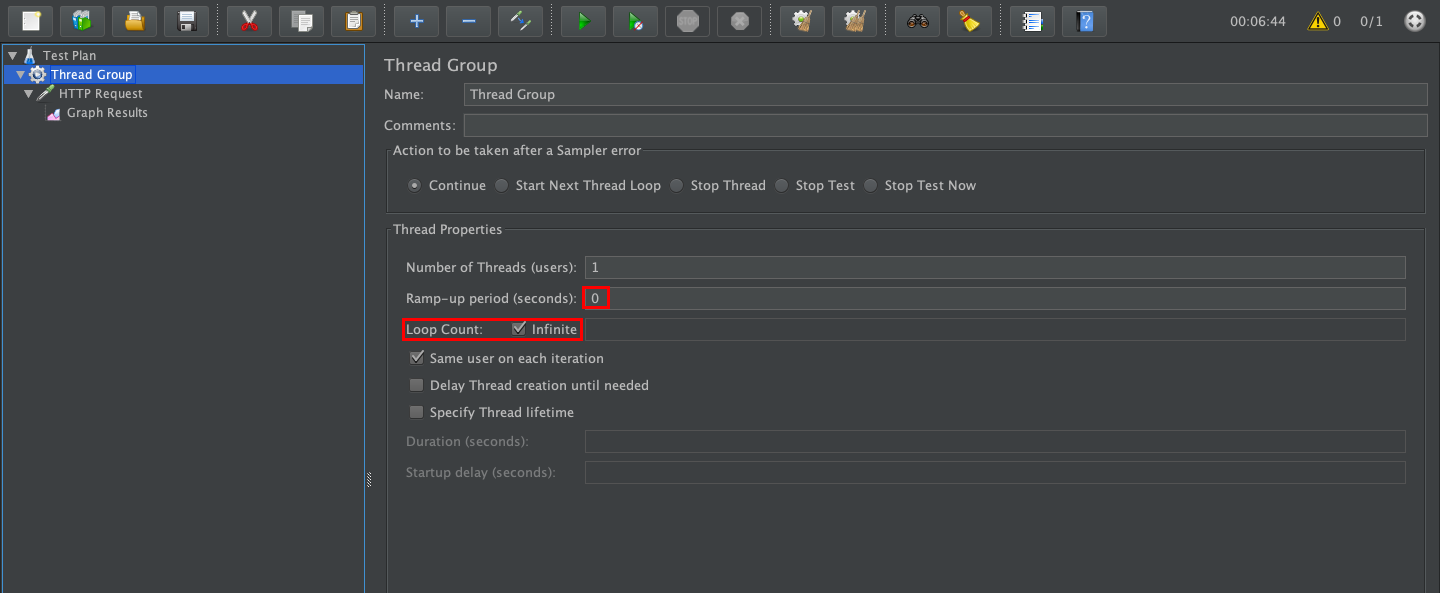 00:06:44 0 0/1
Test Plan
Thread Group
HTTP Request
Graph Results
Thread Group
Name: Thread Group
Comments:
Action to be taken after a Sampler error
Continue Start Next Thread Loop Stop Thread Stop Test Stop Test Now
Thread Properties
Number of Threads (users): 1
Ramp-up period (seconds): 0
Loop Count: Infinite
Same user on each iteration
Delay Thread creation until needed
Specify Thread lifetime
Duration (seconds):
Startup delay (seconds):